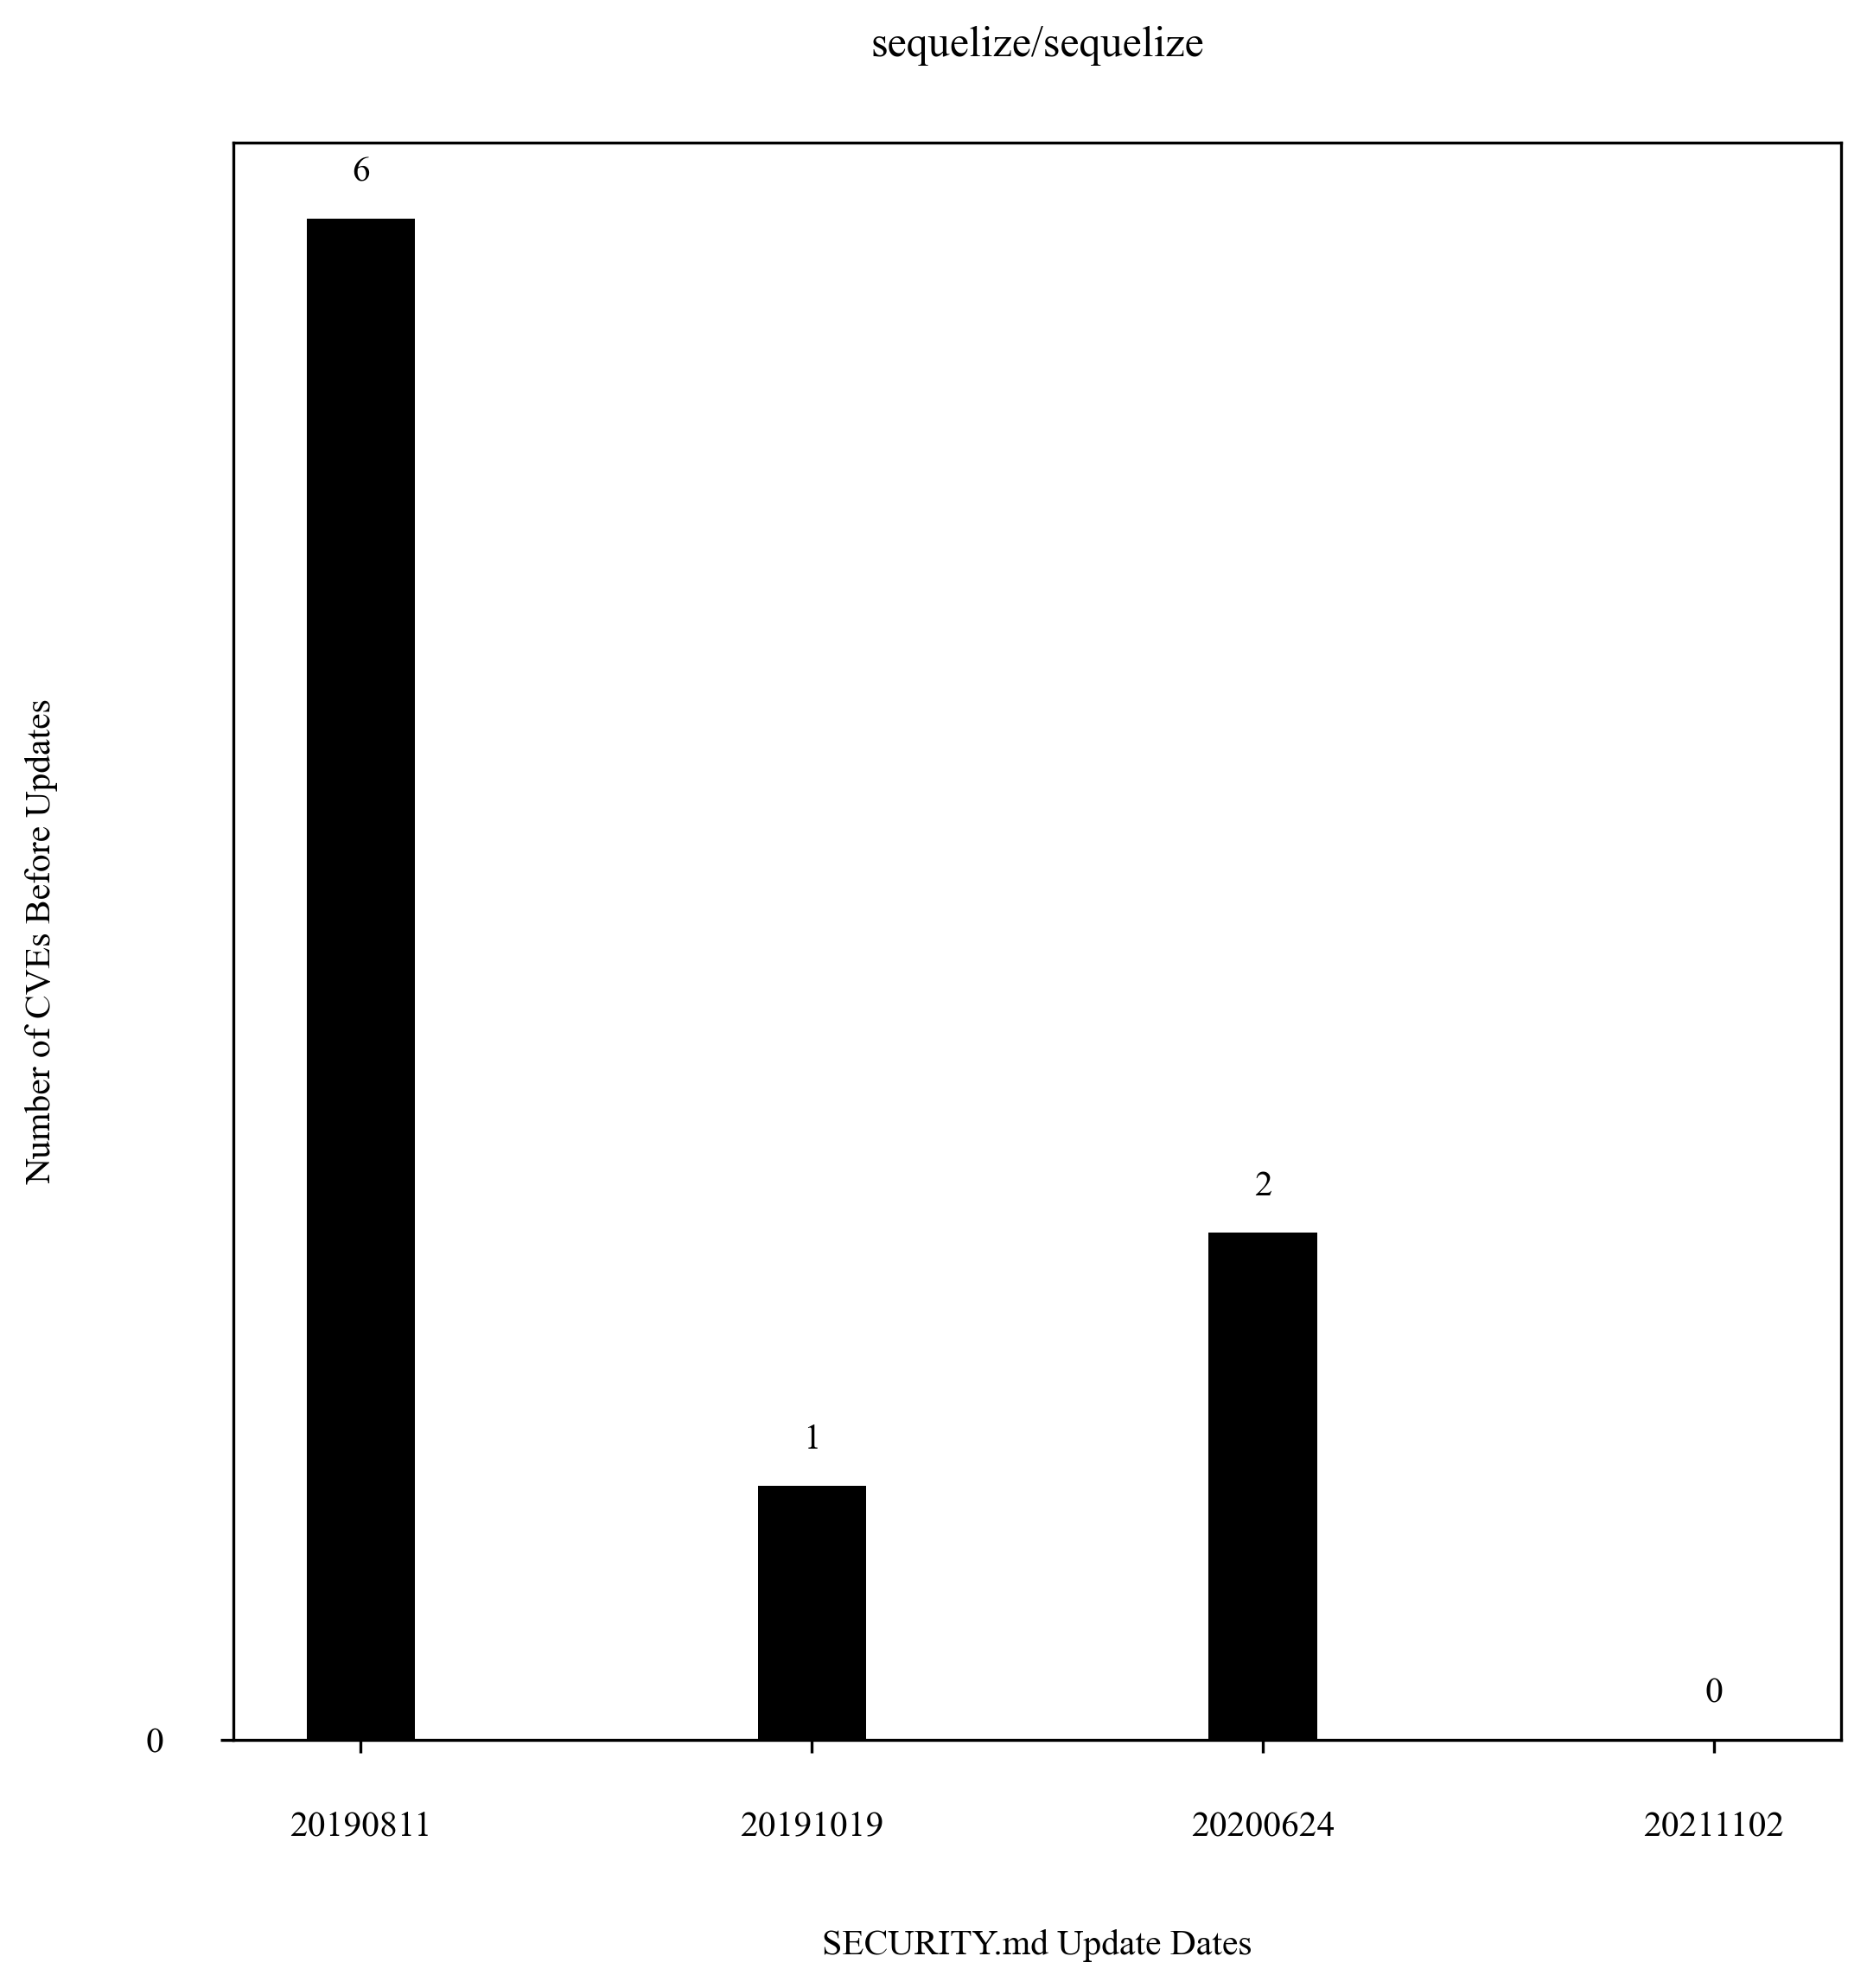 sequelize/sequelize
6
Number of CVEs Before Updates
2
1
0
0
20190811 20191019 20200624 20211102
SECURITY.md Update Dates